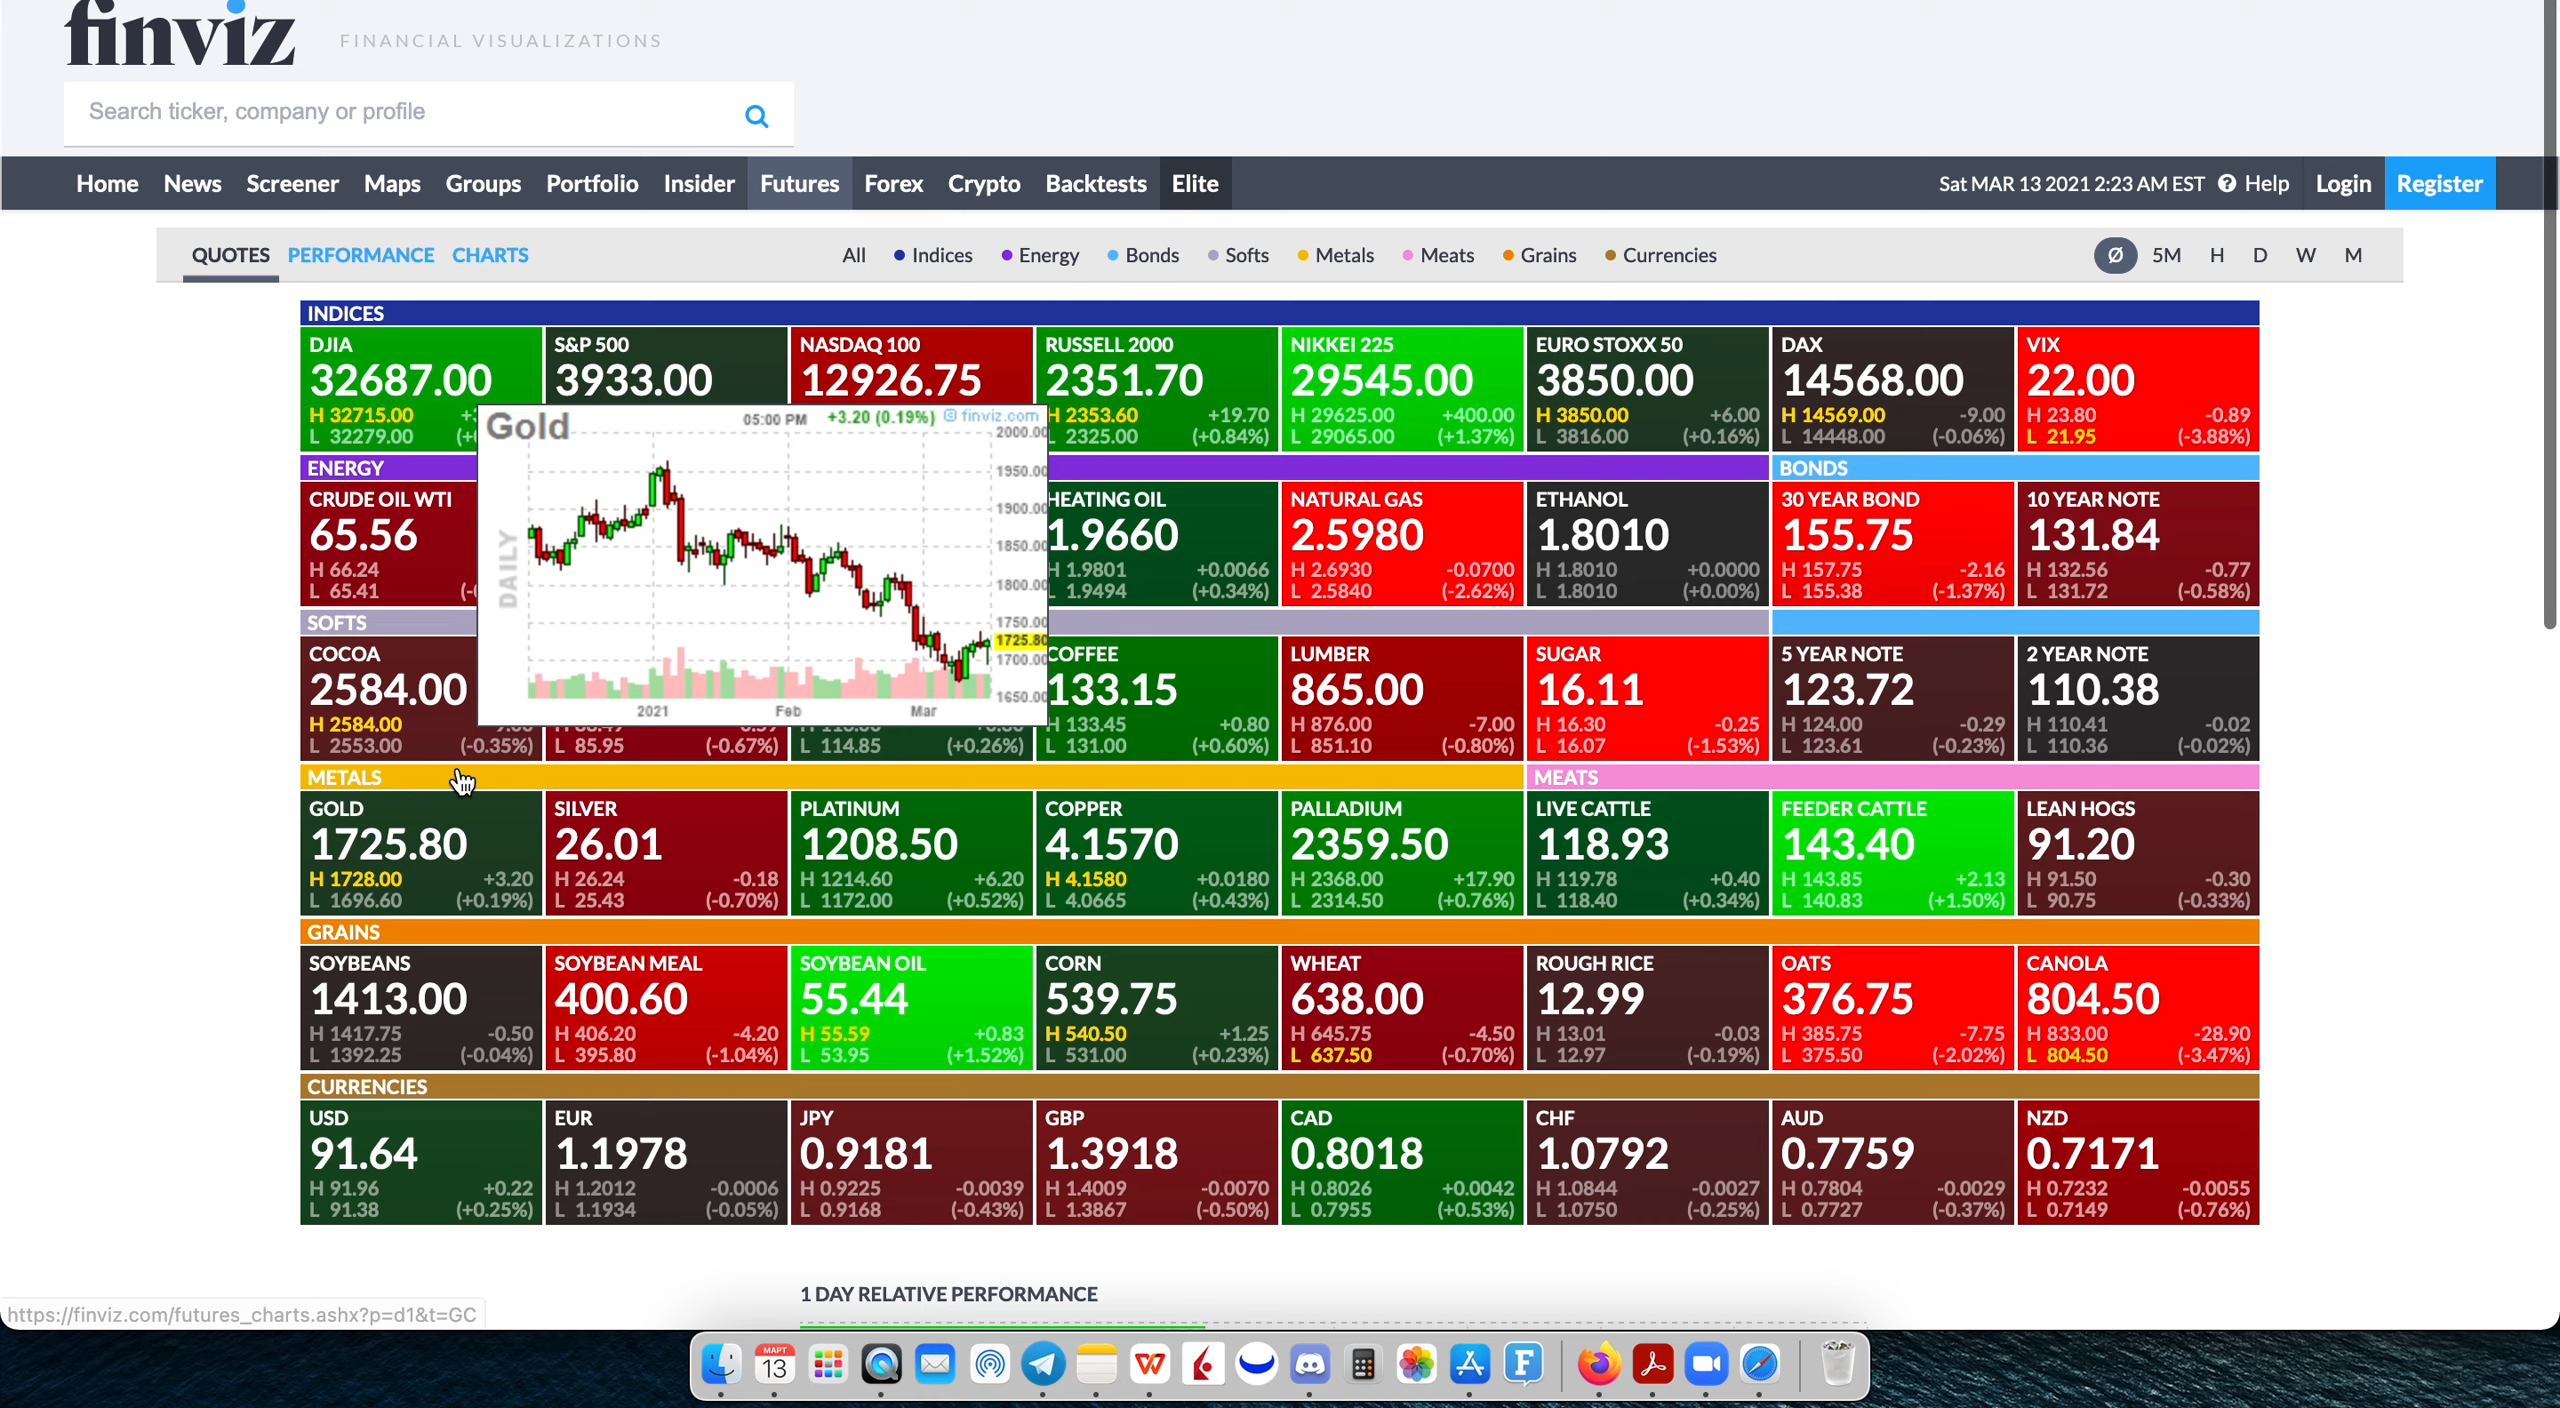 finviz
FINANCIAL VISUALIZATIONS
Search ticker, company or profile
Home News Screener Maps Groups Portfolio Insider Futures Forex Crypto Backtests Elite
Sat MAR 13 2021 2:23 AM EST Help Login Register
QUOTES PERFORMANCE CHARTS
All Indices Energy Bonds Softs Metals Meats Grains Currencies
Ø 5M H D W M
INDICES
DJIA S&P 500 NASDAQ 100 RUSSELL 2000 NIKKEI 225 EURO STOXX 50 DAX VIX
32687.00 3933.00 12926.75 2351.70 29545.00 3850.00 14568.00 22.00
H 32715.00 H 2353.60 +19.70 H 29625.00 +400.00 H 3850.00 +6.00 H 14569.00 -9.00 H 23.80 -0.89
L 32279.00 L 2325.00 (+0.84%) L 29065.00 (+1.37%) L 3816.00 (+0.16%) L 14448.00 (-0.06%) L 21.95 (-3.88%)
Gold 05:00 PM +3.20 (0.19%) finviz.com
2000.00
1950.00
1900.00
1850.00
1800.00
1750.00
1725.80
1700.00
1650.00
DAILY
2021 Feb Mar
ENERGY BONDS
CRUDE OIL WTI HEATING OIL NATURAL GAS ETHANOL 30 YEAR BOND 10 YEAR NOTE
65.56 1.9660 2.5980 1.8010 155.75 131.84
H 66.24 H 1.9801 +0.0066 H 2.6930 -0.0700 H 1.8010 +0.0000 H 157.75 -2.16 H 132.56 -0.77
L 65.41 L 1.9494 (+0.34%) L 2.5840 (-2.62%) L 1.8010 (+0.00%) L 155.38 (-1.37%) L 131.72 (-0.58%)
SOFTS
COCOA COFFEE LUMBER SUGAR 5 YEAR NOTE 2 YEAR NOTE
2584.00 133.15 865.00 16.11 123.72 110.38
H 2584.00 H 133.45 +0.80 H 876.00 -7.00 H 16.30 -0.25 H 124.00 -0.29 H 110.41 -0.02
L 2553.00 (-0.35%) L 85.95 (-0.67%) L 114.85 (+0.26%) L 131.00 (+0.60%) L 851.10 (-0.80%) L 16.07 (-1.53%) L 123.61 (-0.23%) L 110.36 (-0.02%)
METALS MEATS
GOLD SILVER PLATINUM COPPER PALLADIUM LIVE CATTLE FEEDER CATTLE LEAN HOGS
1725.80 26.01 1208.50 4.1570 2359.50 118.93 143.40 91.20
H 1728.00 +3.20 H 26.24 -0.18 H 1214.60 +6.20 H 4.1580 +0.0180 H 2368.00 +17.90 H 119.78 +0.40 H 143.85 +2.13 H 91.50 -0.30
L 1696.60 (+0.19%) L 25.43 (-0.70%) L 1172.00 (+0.52%) L 4.0665 (+0.43%) L 2314.50 (+0.76%) L 118.40 (+0.34%) L 140.83 (+1.50%) L 90.75 (-0.33%)
GRAINS
SOYBEANS SOYBEAN MEAL SOYBEAN OIL CORN WHEAT ROUGH RICE OATS CANOLA
1413.00 400.60 55.44 539.75 638.00 12.99 376.75 804.50
H 1417.75 -0.50 H 406.20 -4.20 H 55.59 +0.83 H 540.50 +1.25 H 645.75 -4.50 H 13.01 -0.03 H 385.75 -7.75 H 833.00 -28.90
L 1392.25 (-0.04%) L 395.80 (-1.04%) L 53.95 (+1.52%) L 531.00 (+0.23%) L 637.50 (-0.70%) L 12.97 (-0.19%) L 375.50 (-2.02%) L 804.50 (-3.47%)
CURRENCIES
USD EUR JPY GBP CAD CHF AUD NZD
91.64 1.1978 0.9181 1.3918 0.8018 1.0792 0.7759 0.7171
H 91.96 +0.22 H 1.2012 -0.0006 H 0.9225 -0.0039 H 1.4009 -0.0070 H 0.8026 +0.0042 H 1.0844 -0.0027 H 0.7804 -0.0029 H 0.7232 -0.0055
L 91.38 (+0.25%) L 1.1934 (-0.05%) L 0.9168 (-0.43%) L 1.3867 (-0.50%) L 0.7955 (+0.53%) L 1.0750 (-0.25%) L 0.7727 (-0.37%) L 0.7149 (-0.76%)
1 DAY RELATIVE PERFORMANCE
https://finviz.com/futures_charts.ashx?p=d1&t=GC
МАРТ
13